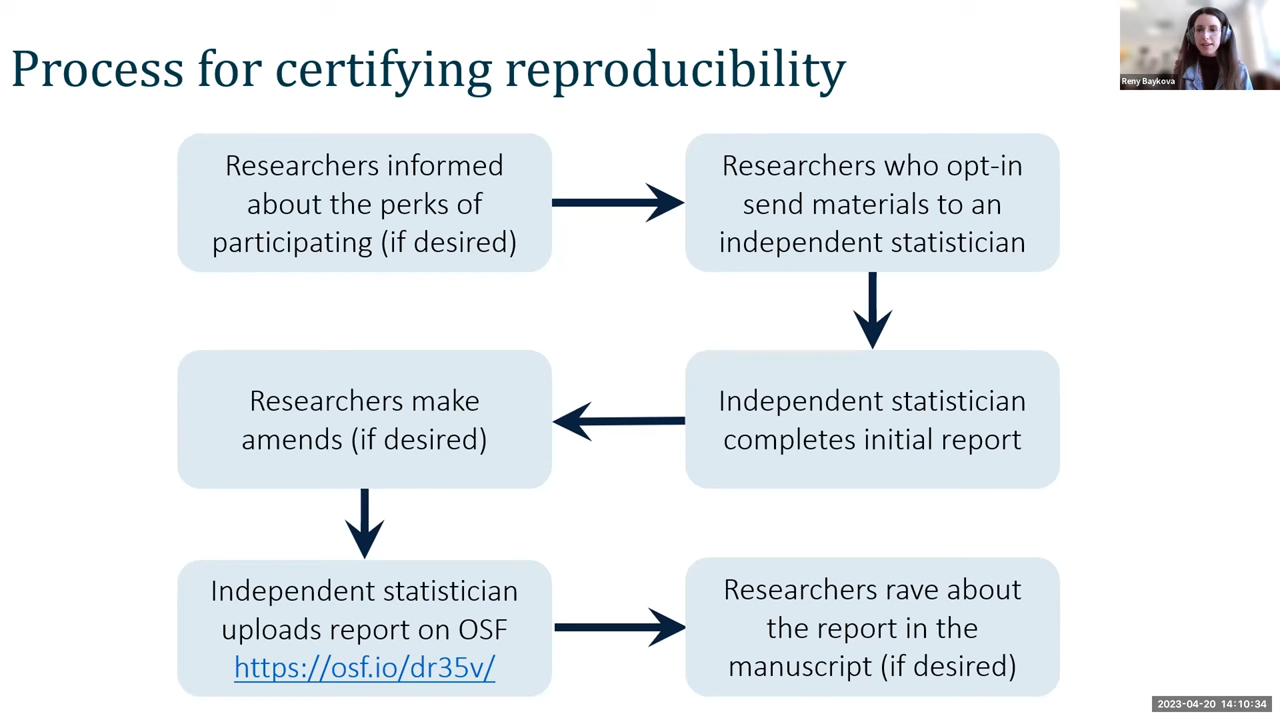 Process for certifying reproducibility
Reny Baykova
Researchers informed
about the perks of
participating (if desired)
Researchers who opt-in
send materials to an
independent statistician
Independent statistician
completes initial report
Researchers make
amends (if desired)
Independent statistician
uploads report on OSF
https://osf.io/dr35v/
Researchers rave about
the report in the
manuscript (if desired)
2023-04-20 14:10:34